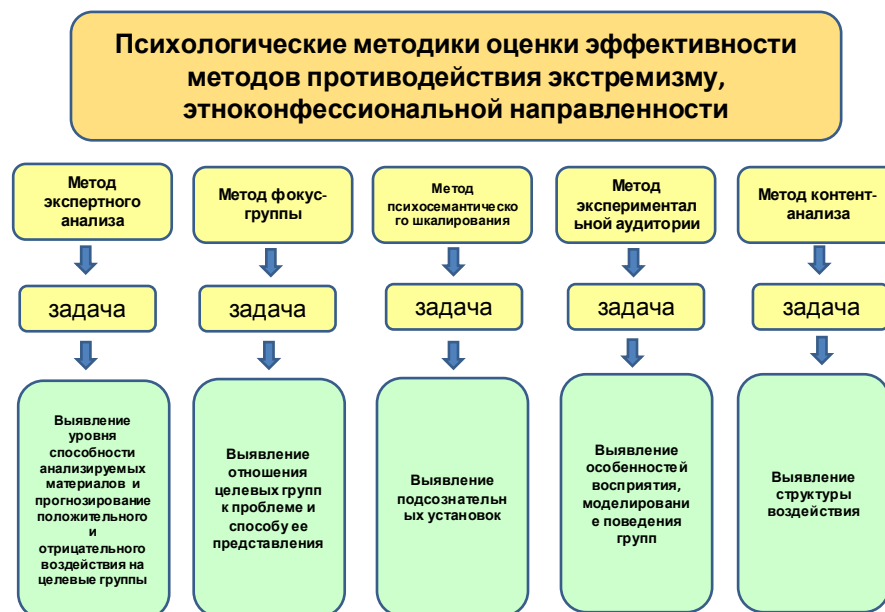 Психологические методики оценки эффективности
методов противодействия экстремизму,
этноконфессиональной направленности
Метод
экспертного
анализа
Метод фокус-
группы
Метод
психосемантическо
го шкалирования
Метод
эксперименталь
ьной аудитории
Метод контент-
анализа
задача
задача
задача
задача
задача
Выявление
уровня
способности
анализируемых
материалов и
прогнозирование
положительного
и
отрицательного
воздействия на
целевые группы
Выявление
отношения
целевых групп
к проблеме и
способу ее
представления
Выявление
подсознательн
ых установок
Выявление
особенностей
восприятия,
моделировани
е поведения
групп
Выявление
структуры
воздействия